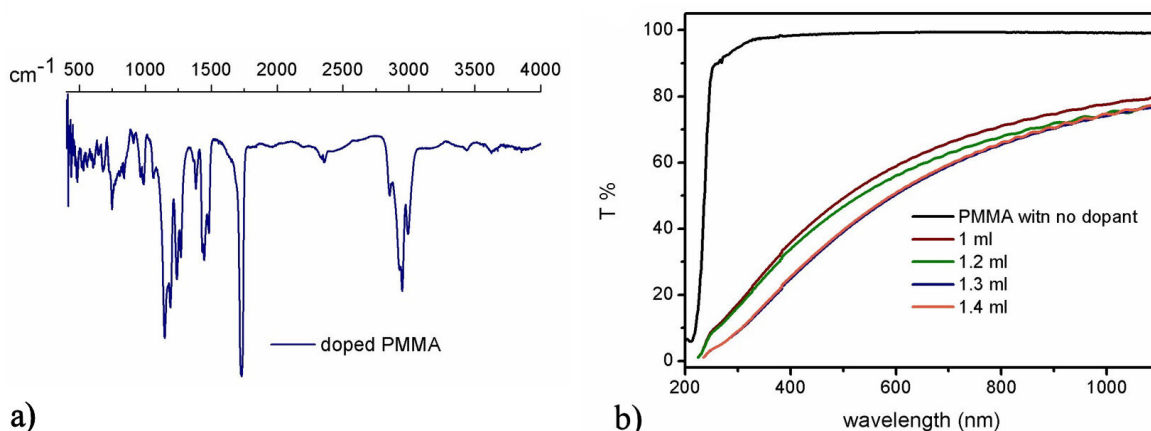 cm-1 500 1000 1500 2000 2500 3000 3500 4000
doped PMMA
a)
100
80
60
40
20
0
T %
PMMA witn no dopant
1 ml
1.2 ml
1.3 ml
1.4 ml
200 400 600 800 1000
wavelength (nm)
b)